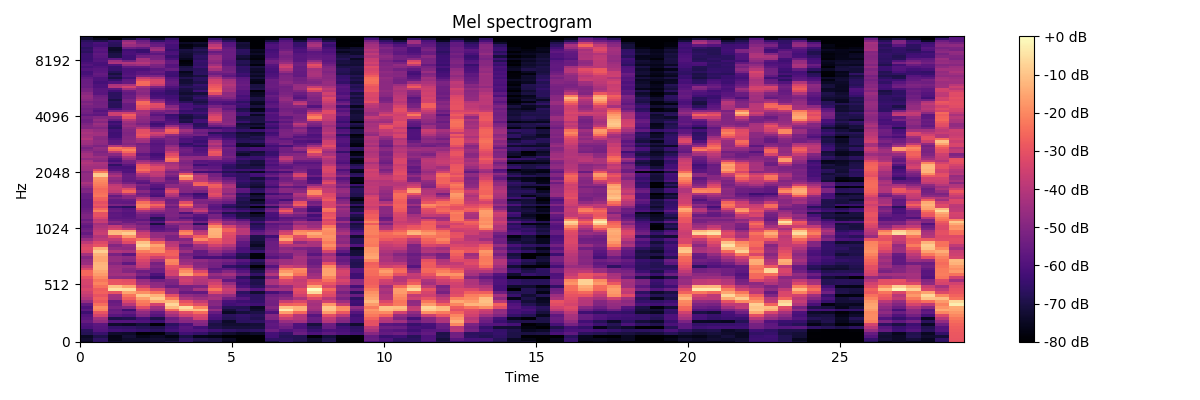 Mel spectrogram
8192
4096
2048
1024
512
0
Hz
0 5 10 15 20 25
Time
+0 dB
-10 dB
-20 dB
-30 dB
-40 dB
-50 dB
-60 dB
-70 dB
-80 dB